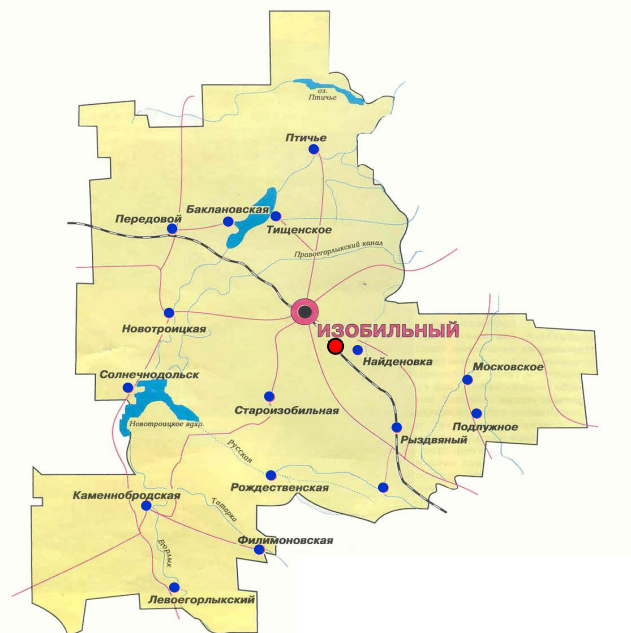 оз.
Птичье
Птичье
Баклановская
Передовой
Тищенское
Правоегорлыкский канал
ИЗОБИЛЬНЫЙ
Новотроицкая
Найденовка
Московское
Солнечнодольск
Староизобильная
Новотроицкое вдхр.
Подлужное
Рыздвяный
Русская
Рождественская
Каменнобродская
Татарка
Филимоновская
Егорлык
Левоегорлыкский